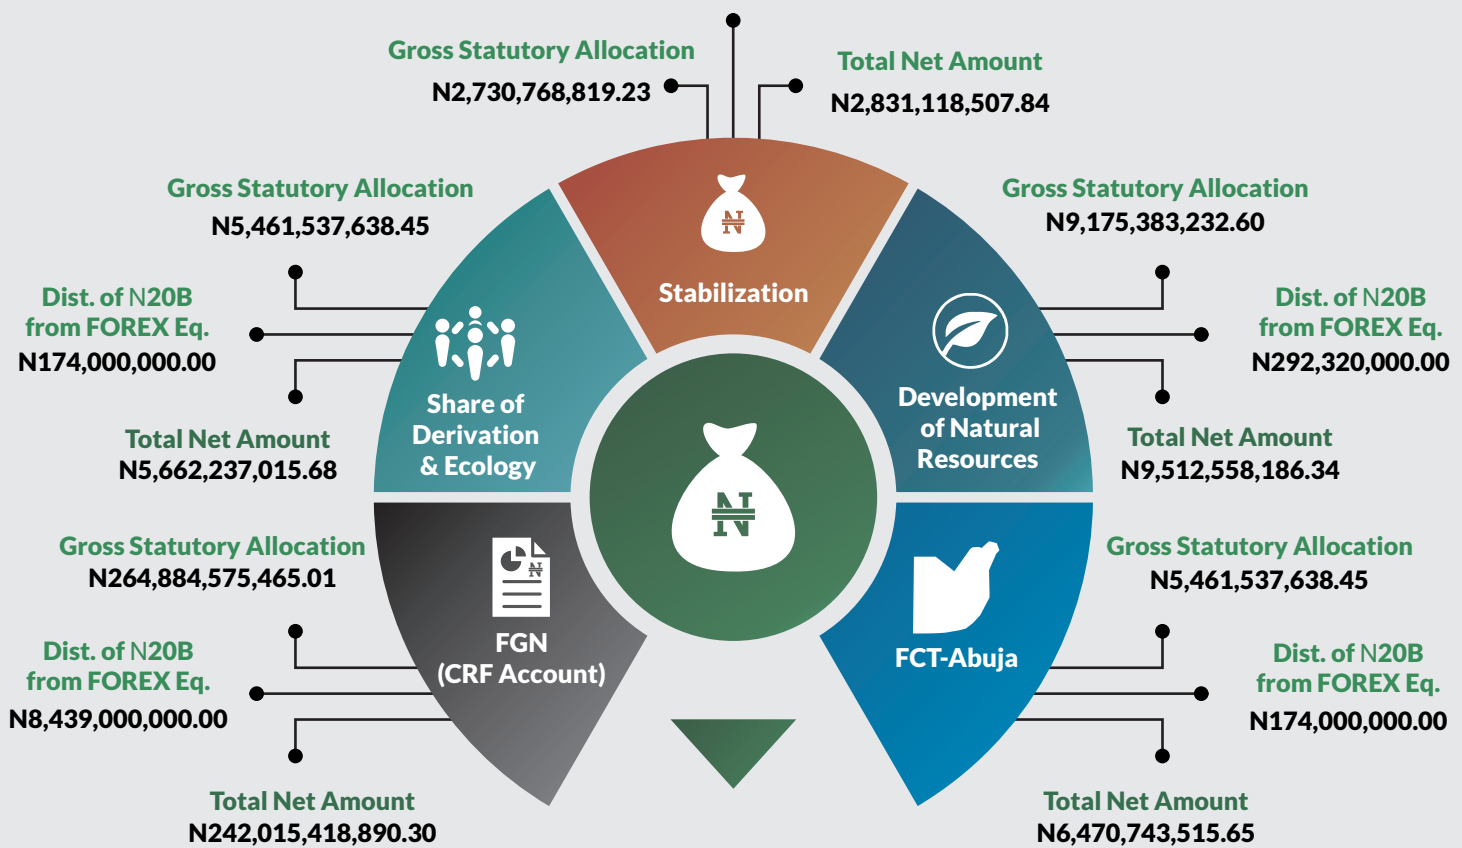 Gross Statutory Allocation
N2,730,768,819.23
Total Net Amount
N2,831,118,507.84
Gross Statutory Allocation
N5,461,537,638.45
Dist. of N20B
from FOREX Eq.
N174,000,000.00
Total Net Amount
N5,662,237,015.68
Gross Statutory Allocation
N9,175,383,232.60
Dist. of N20B
from FOREX Eq.
N292,320,000.00
Total Net Amount
N9,512,558,186.34
Stabilization
Share of
Derivation
& Ecology
Development
of Natural
Resources
Gross Statutory Allocation
N264,884,575,465.01
Dist. of N20B
from FOREX Eq.
N8,439,000,000.00
Total Net Amount
N242,015,418,890.30
FGN
(CRF Account)
FCT-Abuja
Gross Statutory Allocation
N5,461,537,638.45
Dist. of N20B
from FOREX Eq.
N174,000,000.00
Total Net Amount
N6,470,743,515.65